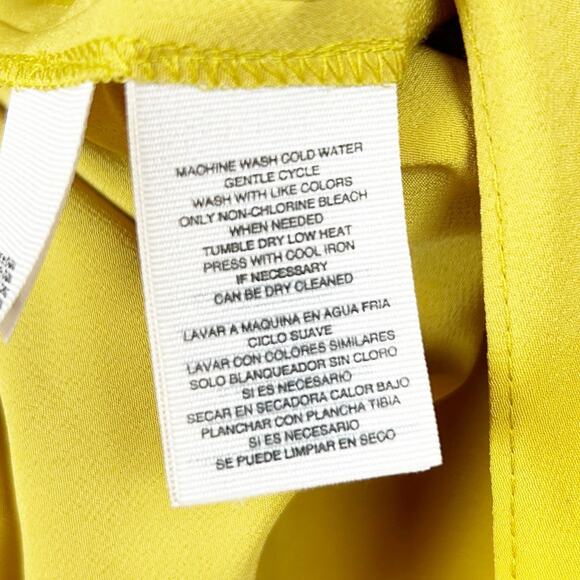 MACHINE WASH COLD WATER
GENTLE CYCLE
WASH WITH LIKE COLORS
ONLY NON-CHLORINE BLEACH
WHEN NEEDED
TUMBLE DRY LOW HEAT
PRESS WITH COOL IRON
IF NECESSARY
CAN BE DRY CLEANED
LAVAR A MAQUINA EN AGUA FRIA
CICLO SUAVE
LAVAR CON COLORES SIMILARES
SOLO BLANQUEADOR SIN CLORO
SI ES NECESARIO
SECAR EN SECADORA CALOR BAJO
PLANCHAR CON PLANCHA TIBIA
SI ES NECESARIO
SE PUEDE LIMPIAR EN SECO